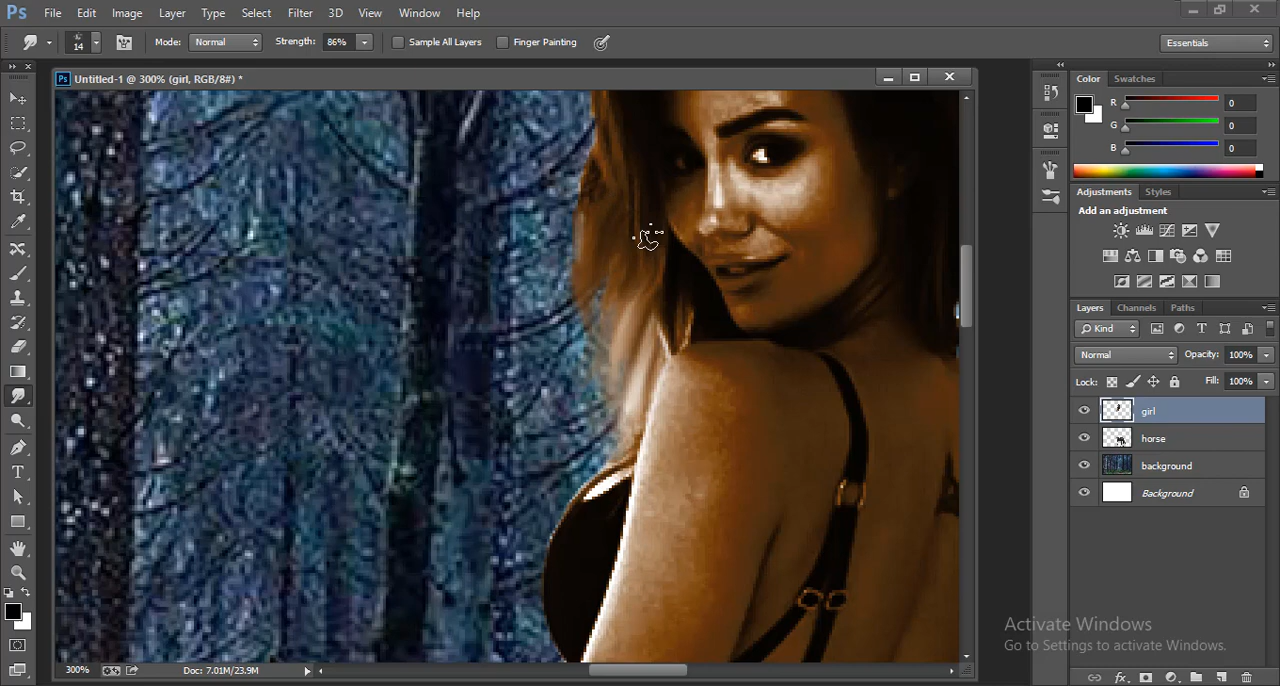 Ps File Edit Image Layer Type Select Filter 3D View Window Help
14 Mode: Normal Strength: 86% Sample All Layers Finger Painting Essentials
Ps Untitled-1 @ 300% (girl, RGB/8#) *
Color Swatches
R 0
G 0
B 0
Adjustments Styles
Add an adjustment
Layers Channels Paths
Kind T
Normal Opacity: 100%
Lock: Fill: 100%
girl
horse
background
Background
T
300% Doc: 7.01M/23.9M
fx
Activate Windows
Go to Settings to activate Windows.